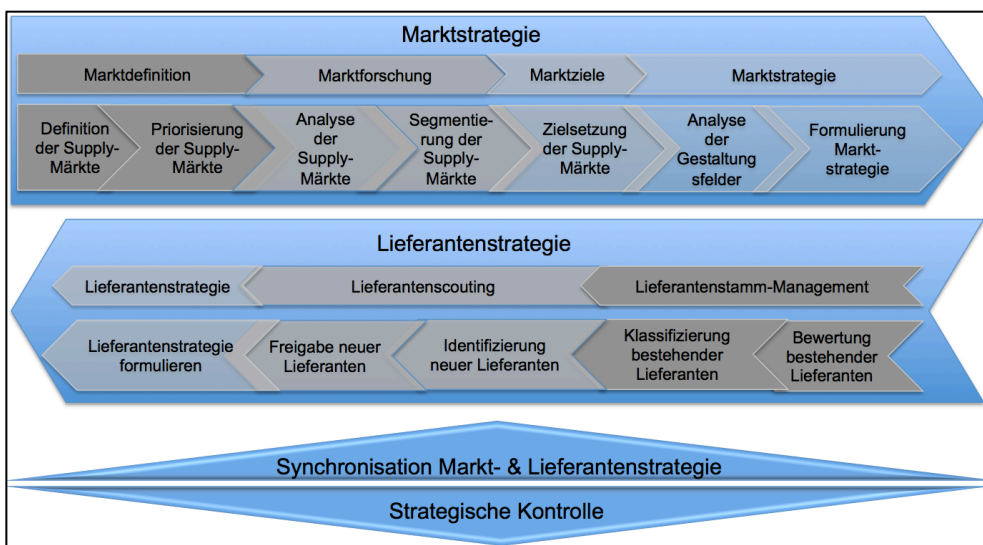 Marktstrategie
Marktdefinition
Marktforschung
Marktziele
Marktstrategie
Definition
der Supply-
Märkte
Priorisierung
der Supply-
Märkte
Analyse
der
Supply-
Märkte
Segmentie-
rung der
Supply-
Märkte
Zielsetzung
der Supply-
Märkte
Analyse
der
Gestaltung
sfelder
Formulierung
Markt-
strategie
Lieferantenstrategie
Lieferantenstrategie
Lieferantenscouting
Lieferantenstamm-Management
Lieferantenstrategie
formulieren
Freigabe neuer
Lieferanten
Identifizierung
neuer Lieferanten
Klassifizierung
bestehender
Lieferanten
Bewertung
bestehender
Lieferanten
Synchronisation Markt- & Lieferantenstrategie
Strategische Kontrolle